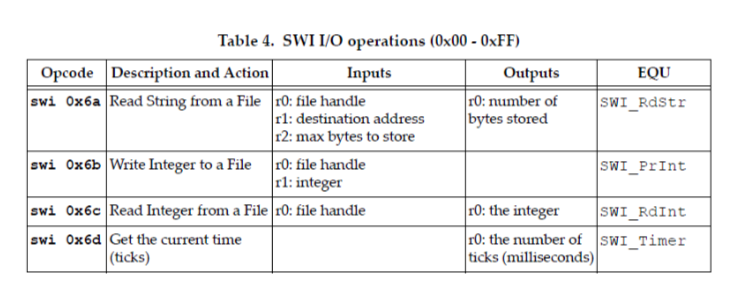 Table 4. SWI I/O operations (0x00 - 0xFF)
Opcode Description and Action Inputs Outputs EQU
swi 0x6a Read String from a File r0: file handle r0: number of SWI_RdStr
r1: destination address bytes stored
r2: max bytes to store
swi 0x6b Write Integer to a File r0: file handle SWI_PrInt
r1: integer
swi 0x6c Read Integer from a File r0: file handle r0: the integer SWI_RdInt
swi 0x6d Get the current time r0: the number of SWI_Timer
(ticks) ticks (milliseconds)